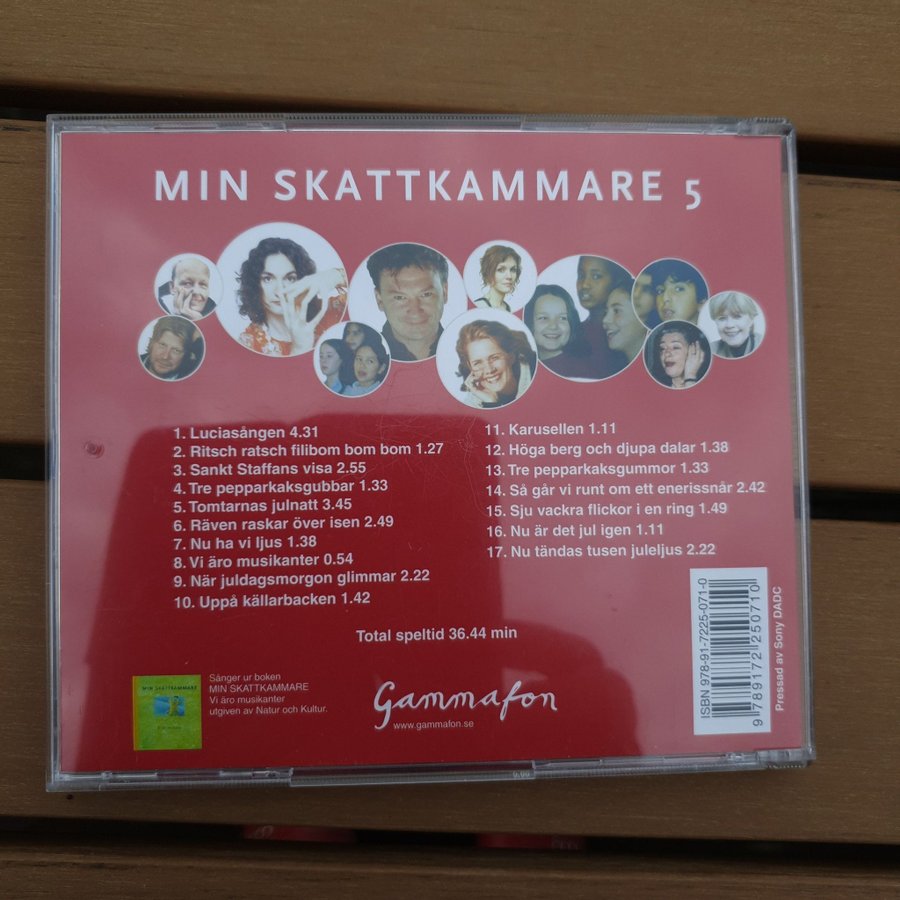 MIN SKATTKAMMARE 5
1. Luciasången 4.31
2. Ritsch ratsch filibom bom bom 1.27
3. Sankt Staffans visa 2.55
4. Tre pepparkaksgubbar 1.33
5. Tomtarnas julnatt 3.45
6. Räven raskar över isen 2.49
7. Nu ha vi ljus 1.38
8. Vi äro musikanter 0.54
9. När juldagsmorgon glimmar 2.22
10. Uppå källarbacken 1.42
11. Karusellen 1.11
12. Höga berg och djupa dalar 1.38
13. Tre pepparkaksgummor 1.33
14. Så går vi runt om ett enerissnår 2.42
15. Sju vackra flickor i en ring 1.49
16. Nu är det jul igen 1.11
17. Nu tändas tusen juleljus 2.22
Total speltid 36.44 min
MIN SKATTKAMMARE
Sånger ur boken
MIN SKATTKAMMARE
Vi äro musikanter
utgiven av Natur och Kultur.
Gammafon
www.gammafon.se
ISBN 978-91-7225-071-0
9 789172 250710
Pressad av Sony DADC